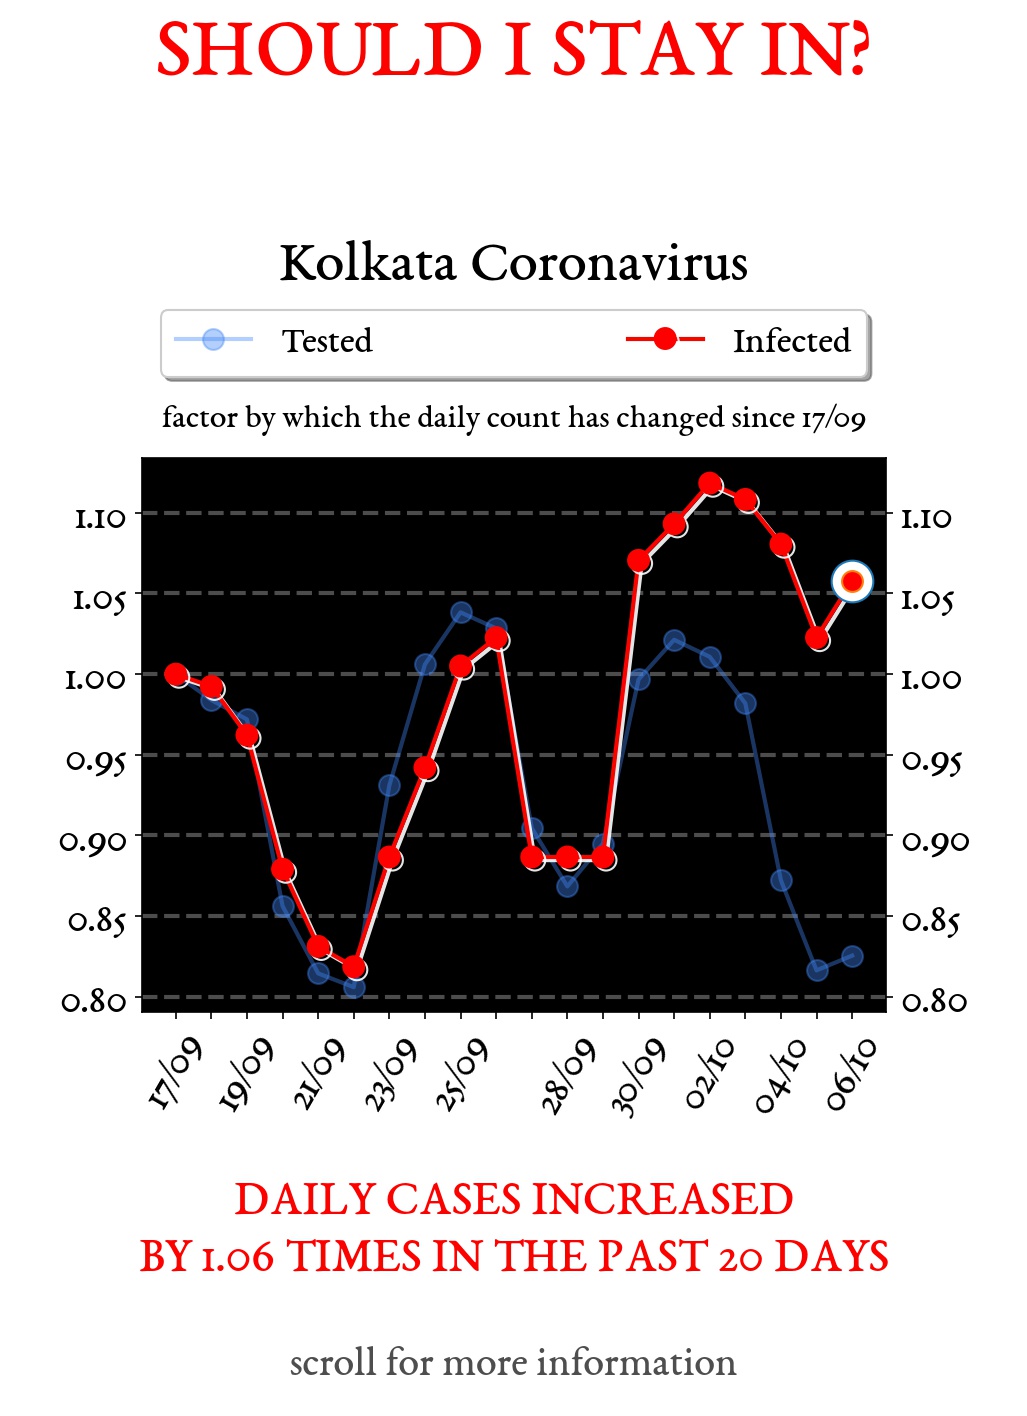 SHOULD I STAY IN?
Kolkata Coronavirus
Tested Infected
factor by which the daily count has changed since 17/09
1.10 1.10
1.05 1.05
1.00 1.00
0.95 0.95
0.90 0.90
0.85 0.85
0.80 0.80
17/09 19/09 21/09 23/09 25/09 28/09 30/09 02/10 04/10 06/10
DAILY CASES INCREASED
BY 1.06 TIMES IN THE PAST 20 DAYS
scroll for more information